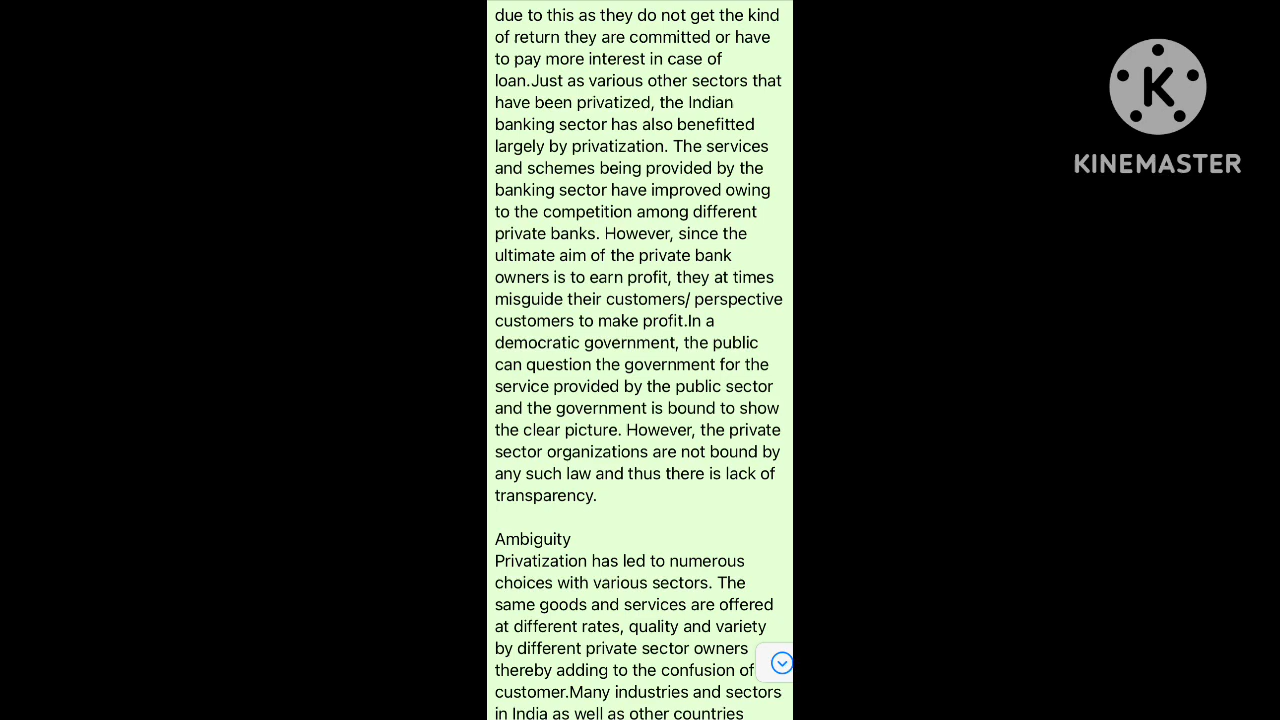 due to this as they do not get the kind
of return they are committed or have
to pay more interest in case of
loan.Just as various other sectors that
have been privatized, the Indian
banking sector has also benefitted
largely by privatization. The services
and schemes being provided by the
banking sector have improved owing
to the competition among different
private banks. However, since the
ultimate aim of the private bank
owners is to earn profit, they at times
misguide their customers/ perspective
customers to make profit.In a
democratic government, the public
can question the government for the
service provided by the public sector
and the government is bound to show
the clear picture. However, the private
sector organizations are not bound by
any such law and thus there is lack of
transparency.
Ambiguity
Privatization has led to numerous
choices with various sectors. The
same goods and services are offered
at different rates, quality and variety
by different private sector owners
thereby adding to the confusion of
customer.Many industries and sectors
in India as well as other countries
K
KINEMASTER